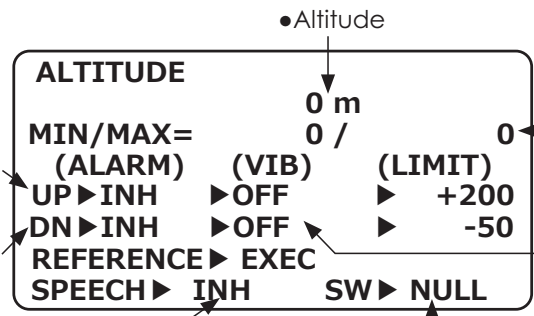 ●Altitude
ALTITUDE
0 m
MIN/MAX= 0 / 0
(ALARM) (VIB) (LIMIT)
UP▶INH ▶OFF ▶ +200
DN▶INH ▶OFF ▶ -50
REFERENCE▶ EXEC
SPEECH▶ INH SW▶ NULL